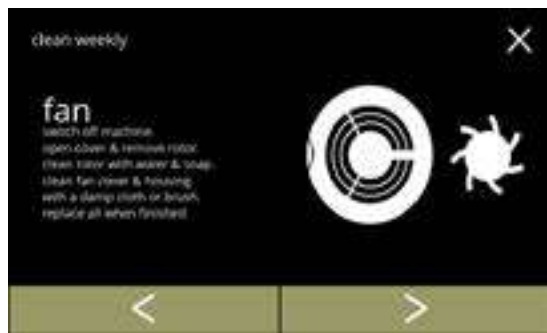 clean weekly
fan
switch off machine.
open cover & remove rotor.
clean rotor with water & soap.
clean fan cover & housing
with a damp cloth or brush.
replace all when finished.